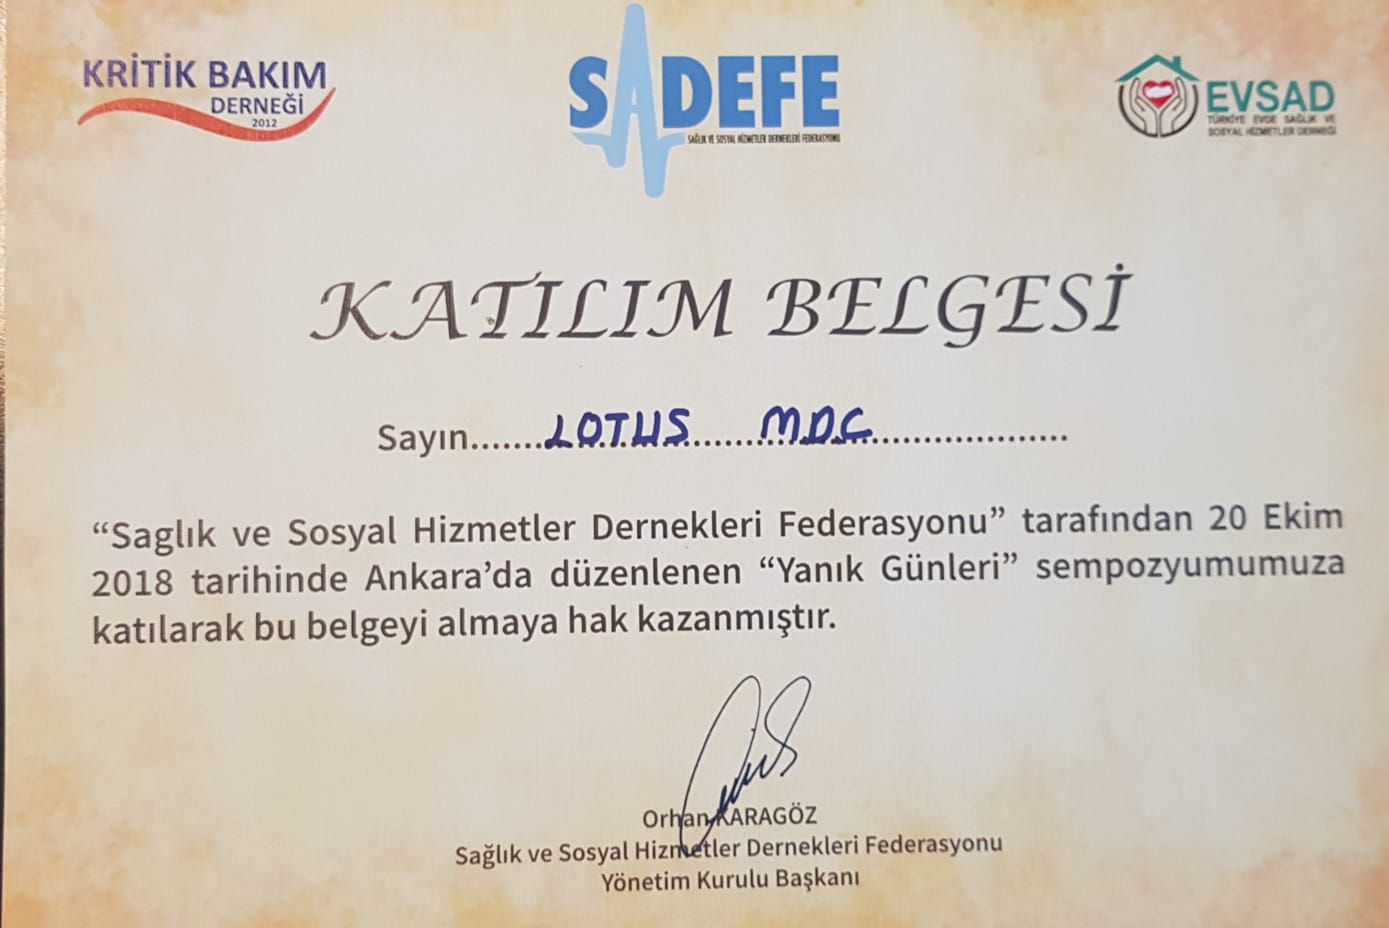 KRİTİK BAKIM
DERNEĞİ
2012
SADEFE
SAĞLIK VE SOSYAL HİZMETLER DERNEKLERİ FEDERASYONU
EVSAD
TÜRKİYE EVDE SAĞLIK VE
SOSYAL HİZMETLER DERNEĞİ
KATILIM BELGESİ
Sayın.......LOTUS......M.D.C..........................
“Saglık ve Sosyal Hizmetler Dernekleri Federasyonu” tarafından 20 Ekim
2018 tarihinde Ankara’da düzenlenen “Yanık Günleri” sempozyumumuza
katılarak bu belgeyi almaya hak kazanmıştır.
Orhan KARAGÖZ
Sağlık ve Sosyal Hizmetler Dernekleri Federasyonu
Yönetim Kurulu Başkanı